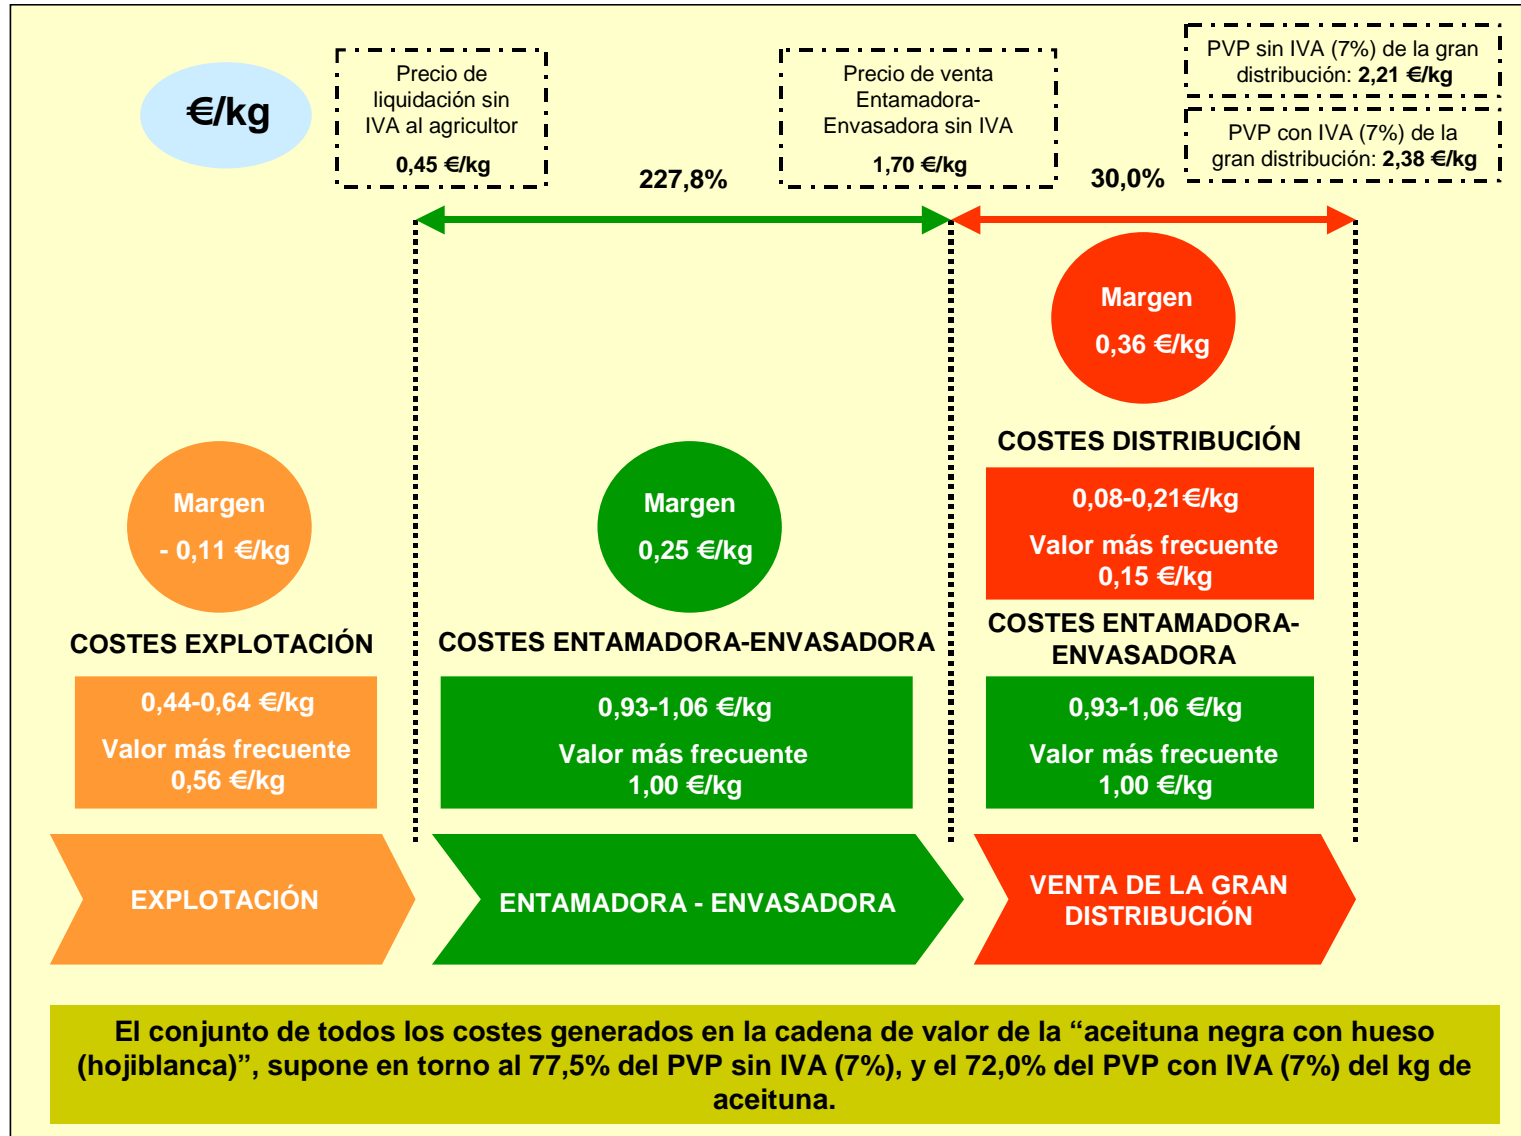 €/kg
Precio de
liquidación sin
IVA al agricultor
0,45 €/kg
227,8%
Precio de venta
Entamadora-
Envasadora sin IVA
1,70 €/kg
30,0%
PVP sin IVA (7%) de la gran
distribución: 2,21 €/kg
PVP con IVA (7%) de la
gran distribución: 2,38 €/kg
Margen
- 0,11 €/kg
COSTES EXPLOTACIÓN
0,44-0,64 €/kg
Valor más frecuente
0,56 €/kg
EXPLOTACIÓN
Margen
0,25 €/kg
COSTES ENTAMADORA-ENVASADORA
0,93-1,06 €/kg
Valor más frecuente
1,00 €/kg
ENTAMADORA - ENVASADORA
Margen
0,36 €/kg
COSTES DISTRIBUCIÓN
0,08-0,21€/kg
Valor más frecuente
0,15 €/kg
COSTES ENTAMADORA-
ENVASADORA
0,93-1,06 €/kg
Valor más frecuente
1,00 €/kg
VENTA DE LA GRAN
DISTRIBUCIÓN
El conjunto de todos los costes generados en la cadena de valor de la “aceituna negra con hueso
(hojiblanca)”, supone en torno al 77,5% del PVP sin IVA (7%), y el 72,0% del PVP con IVA (7%) del kg de
aceituna.